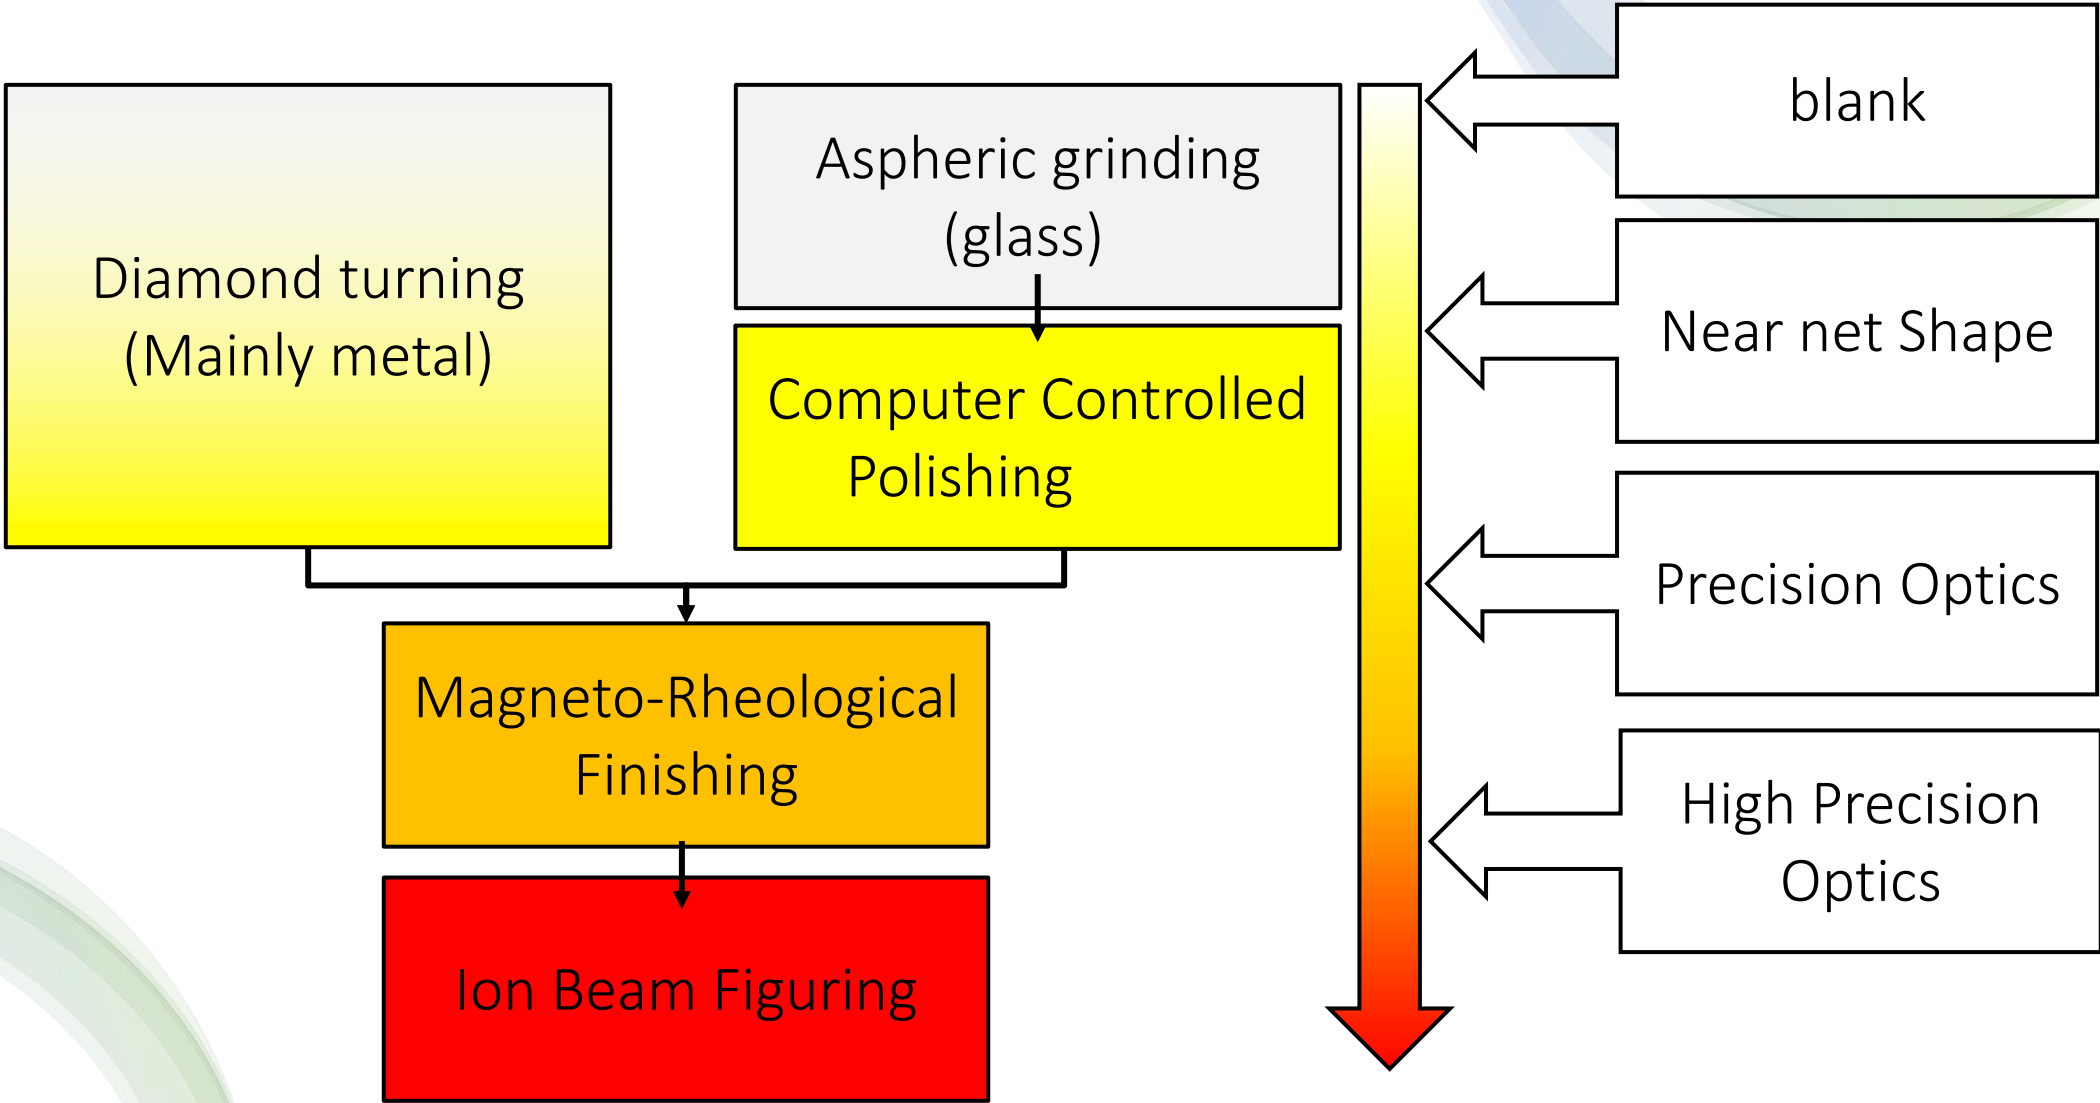 Diamond turning
(Mainly metal)
Aspheric grinding
(glass)
Computer Controlled
Polishing
Magneto-Rheological
Finishing
Ion Beam Figuring
blank
Near net Shape
Precision Optics
High Precision
Optics